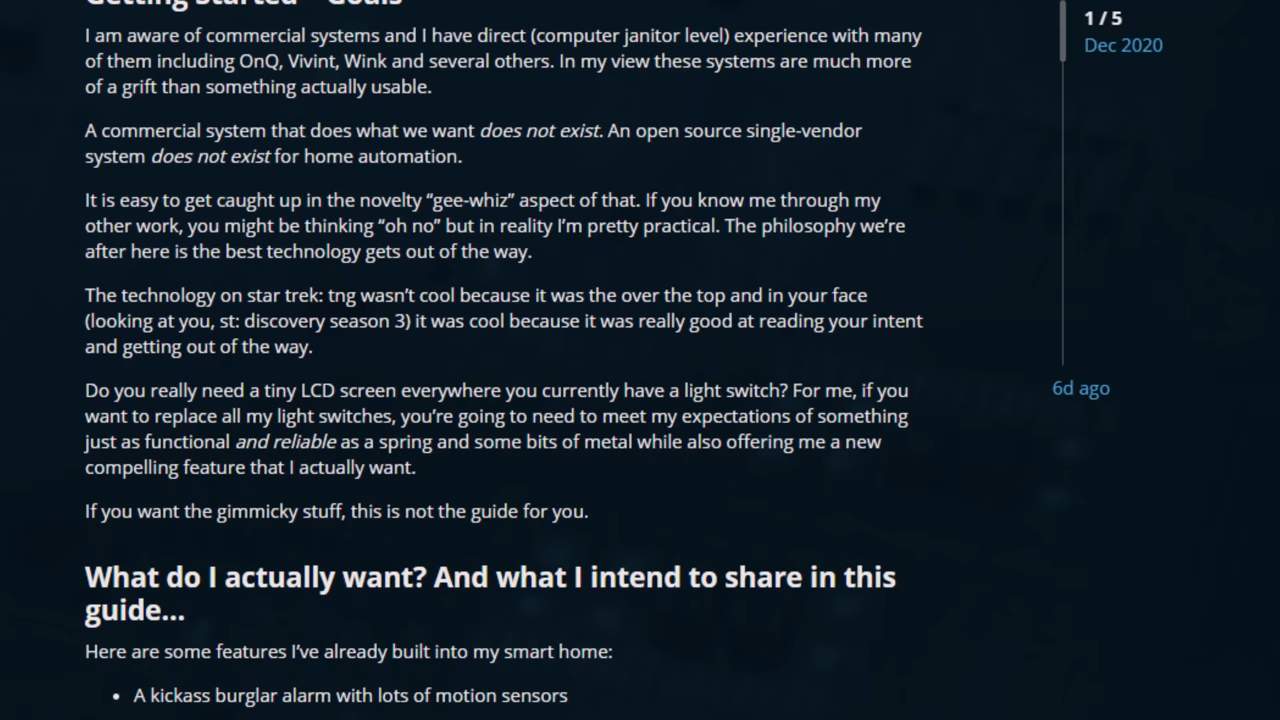 Getting Started – Goals
I am aware of commercial systems and I have direct (computer janitor level) experience with many
of them including OnQ, Vivint, Wink and several others. In my view these systems are much more
of a grift than something actually usable.
A commercial system that does what we want does not exist. An open source single-vendor
system does not exist for home automation.
It is easy to get caught up in the novelty “gee-whiz” aspect of that. If you know me through my
other work, you might be thinking “oh no” but in reality I’m pretty practical. The philosophy we’re
after here is the best technology gets out of the way.
The technology on star trek: tng wasn’t cool because it was the over the top and in your face
(looking at you, st: discovery season 3) it was cool because it was really good at reading your intent
and getting out of the way.
Do you really need a tiny LCD screen everywhere you currently have a light switch? For me, if you
want to replace all my light switches, you’re going to need to meet my expectations of something
just as functional and reliable as a spring and some bits of metal while also offering me a new
compelling feature that I actually want.
If you want the gimmicky stuff, this is not the guide for you.
What do I actually want? And what I intend to share in this
guide…
Here are some features I’ve already built into my smart home:
• A kickass burglar alarm with lots of motion sensors
1 / 5
Dec 2020
6d ago